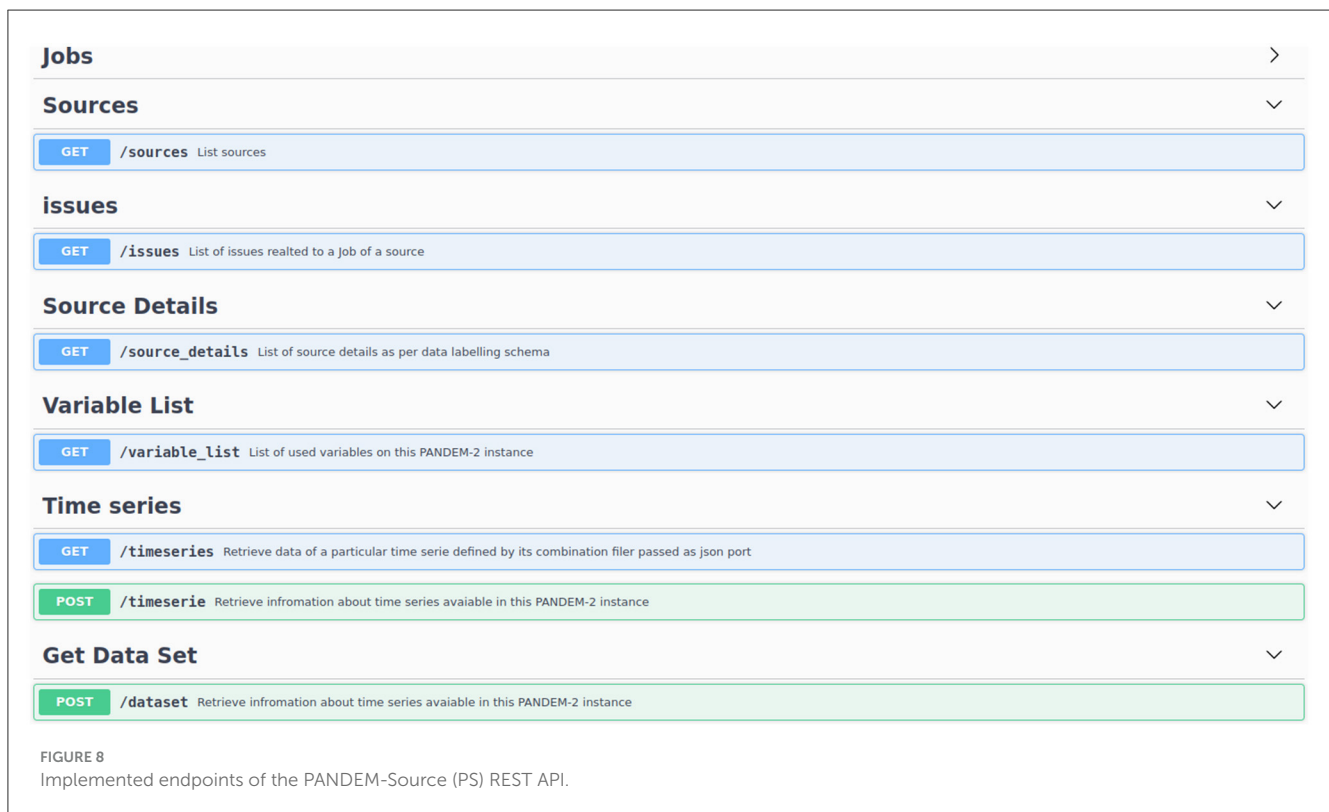 Jobs
Sources
GET /sources List sources
issues
GET /issues List of issues realted to a Job of a source
Source Details
GET /source_details List of source details as per data labelling schema
Variable List
GET /variable_list List of used variables on this PANDEM-2 instance
Time series
GET /timeseries Retrieve data of a particular time serie defined by its combination filer passed as json port
POST /timeserie Retrieve infromation about time series avaiable in this PANDEM-2 instance
Get Data Set
POST /dataset Retrieve infromation about time series avaiable in this PANDEM-2 instance
FIGURE 8
Implemented endpoints of the PANDEM-Source (PS) REST API.